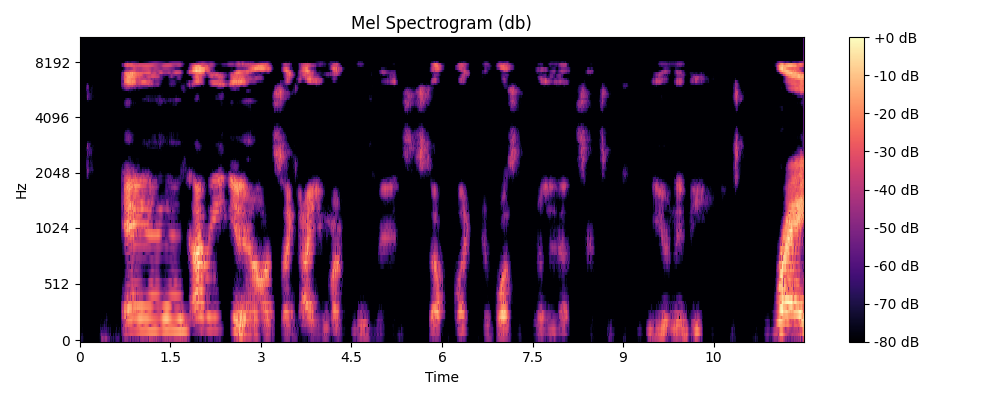 Mel Spectrogram (db)
8192
4096
2048
1024
512
0
Hz
0 1.5 3 4.5 6 7.5 9 10
Time
+0 dB
-10 dB
-20 dB
-30 dB
-40 dB
-50 dB
-60 dB
-70 dB
-80 dB